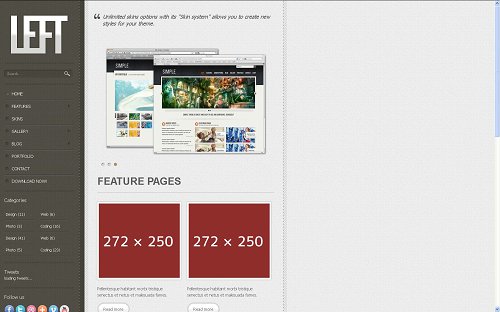 LEFT
Search
HOME
FEATURES
SKINS
GALLERY
BLOG
PORTFOLIO
CONTACT
DOWNLOAD NOW!
Categories
Design (11) Web (6)
Photo (3) Coding (16)
Design (41) Web (6)
Photo (5) Coding (23)
Tweets
loading tweets...
Follow us
“ Unlimited skins options with its "Skin system" allows you to create new
styles for your theme.
SIMPLE
SIMPLE
FEATURE PAGES
272 × 250
272 × 250
Pellentesque habitant morbi tristique
senectus et netus et malesuada fames.
Read more
Pellentesque habitant morbi tristique
senectus et netus et malesuada fames.
Read more